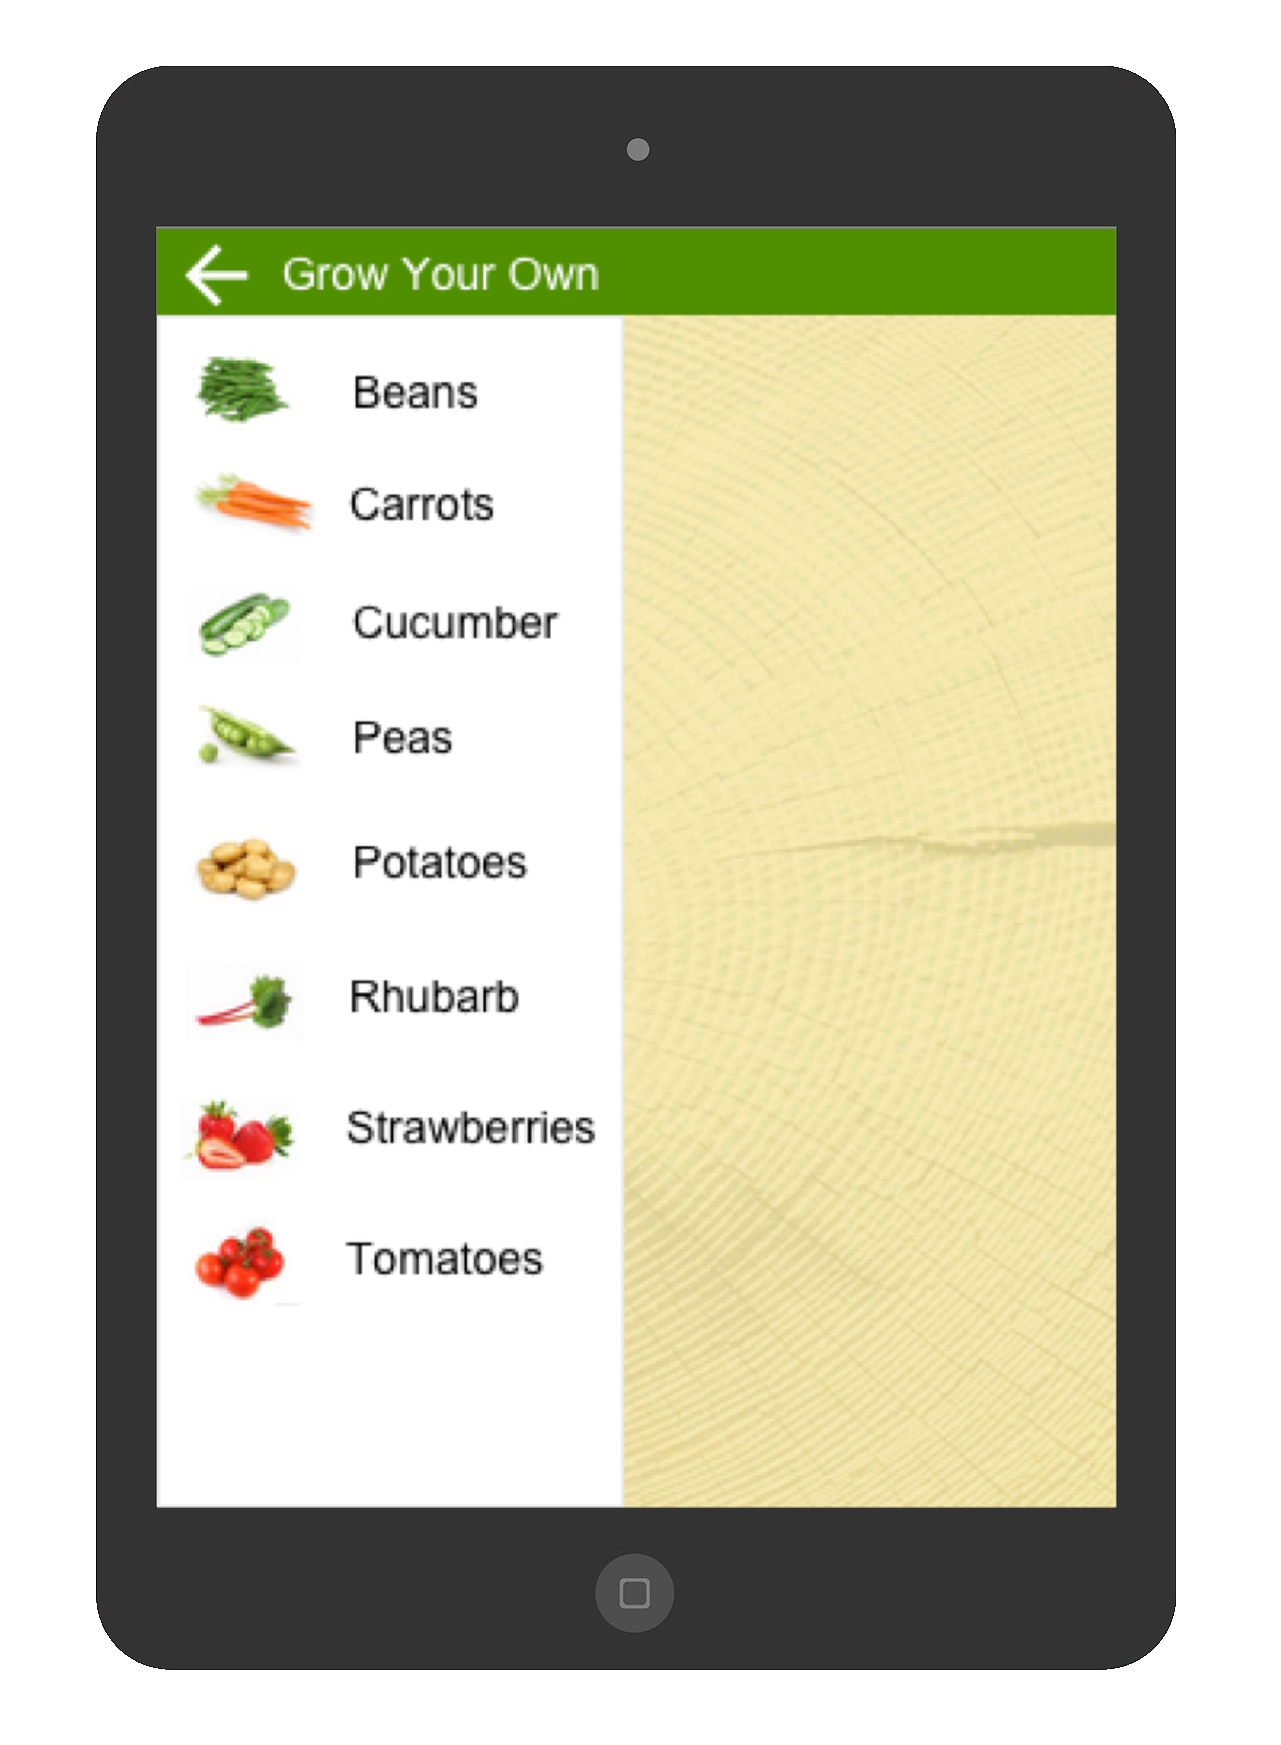 Grow Your Own
Beans
Carrots
Cucumber
Peas
Potatoes
Rhubarb
Strawberries
Tomatoes